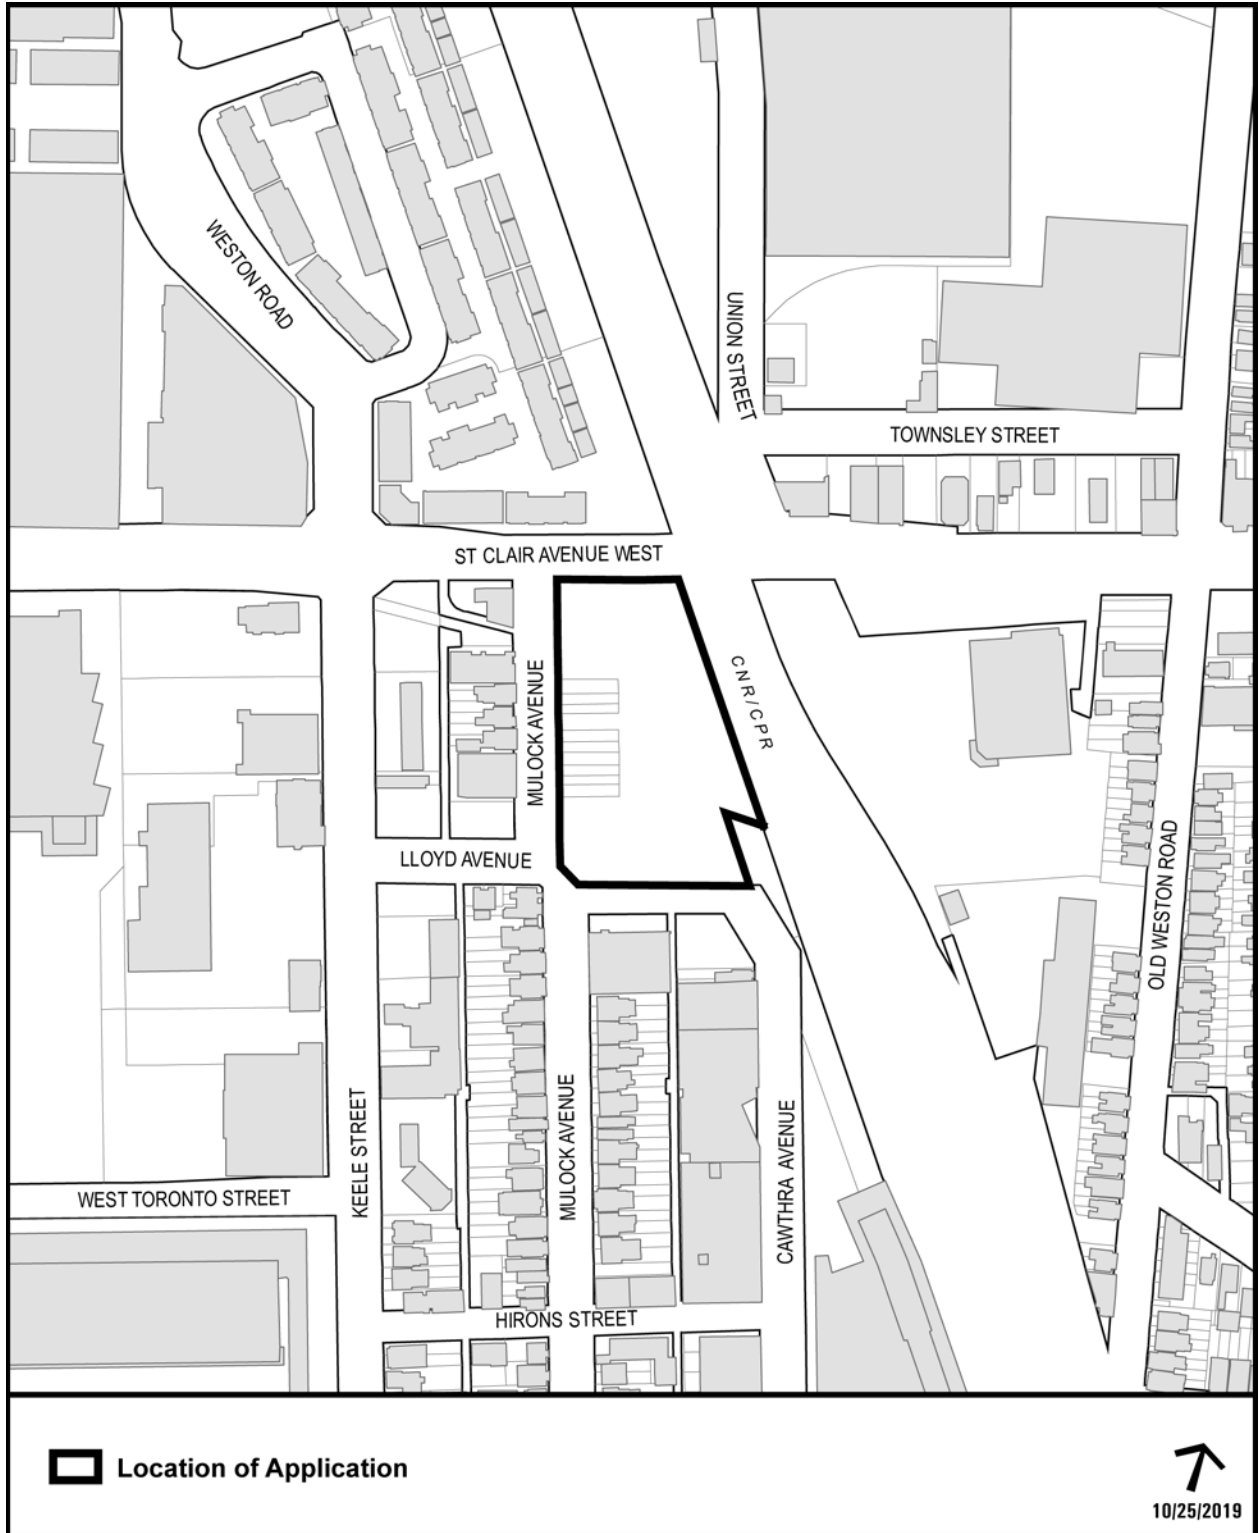 WESTON ROAD
UNOIN STREET
TOWNSLEY STREET
ST CLAIR AVENUE WEST
MULOCK AVENUE
CNR/CPR
LLOYD AVENUE
OLD WESTON ROAD
KEELE STREET
MULOCK AVENUE
CAWTHRA AVENUE
WEST TORONTO STREET
HIRONS STREET
Location of Application
10/25/2019